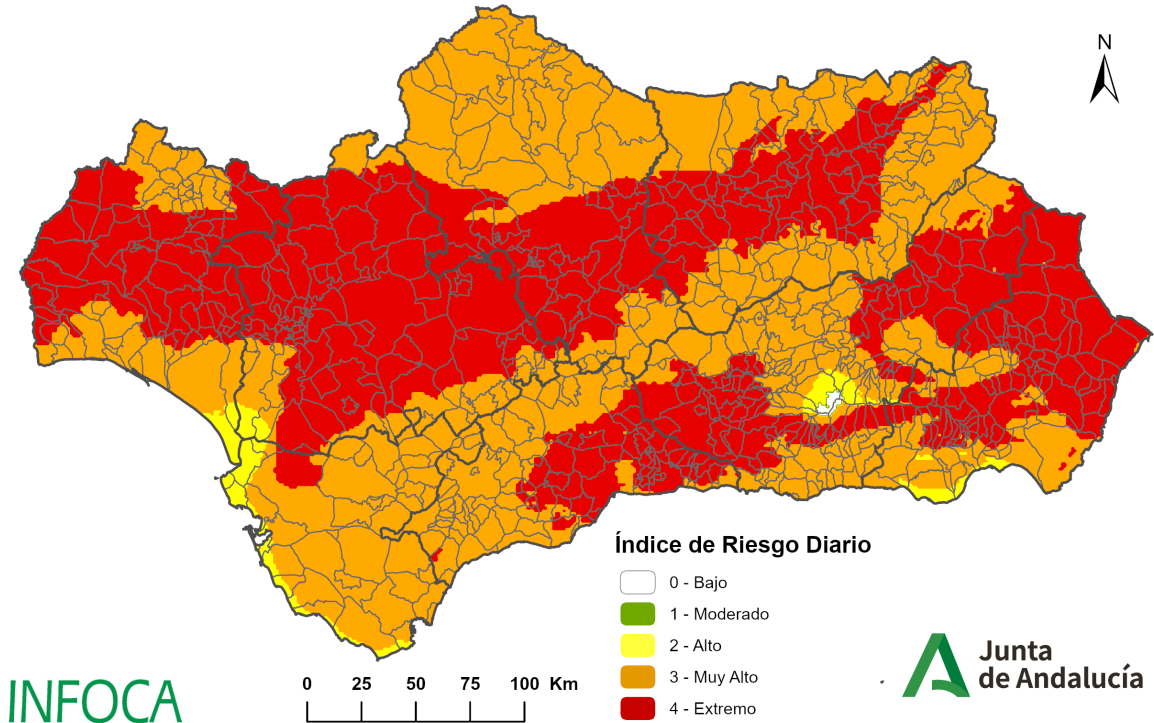 N
Índice de Riesgo Diario
0 - Bajo
1 - Moderado
2 - Alto
3 - Muy Alto
4 - Extremo
INFOCA
0 25 50 75 100 Km
Junta
de Andalucía